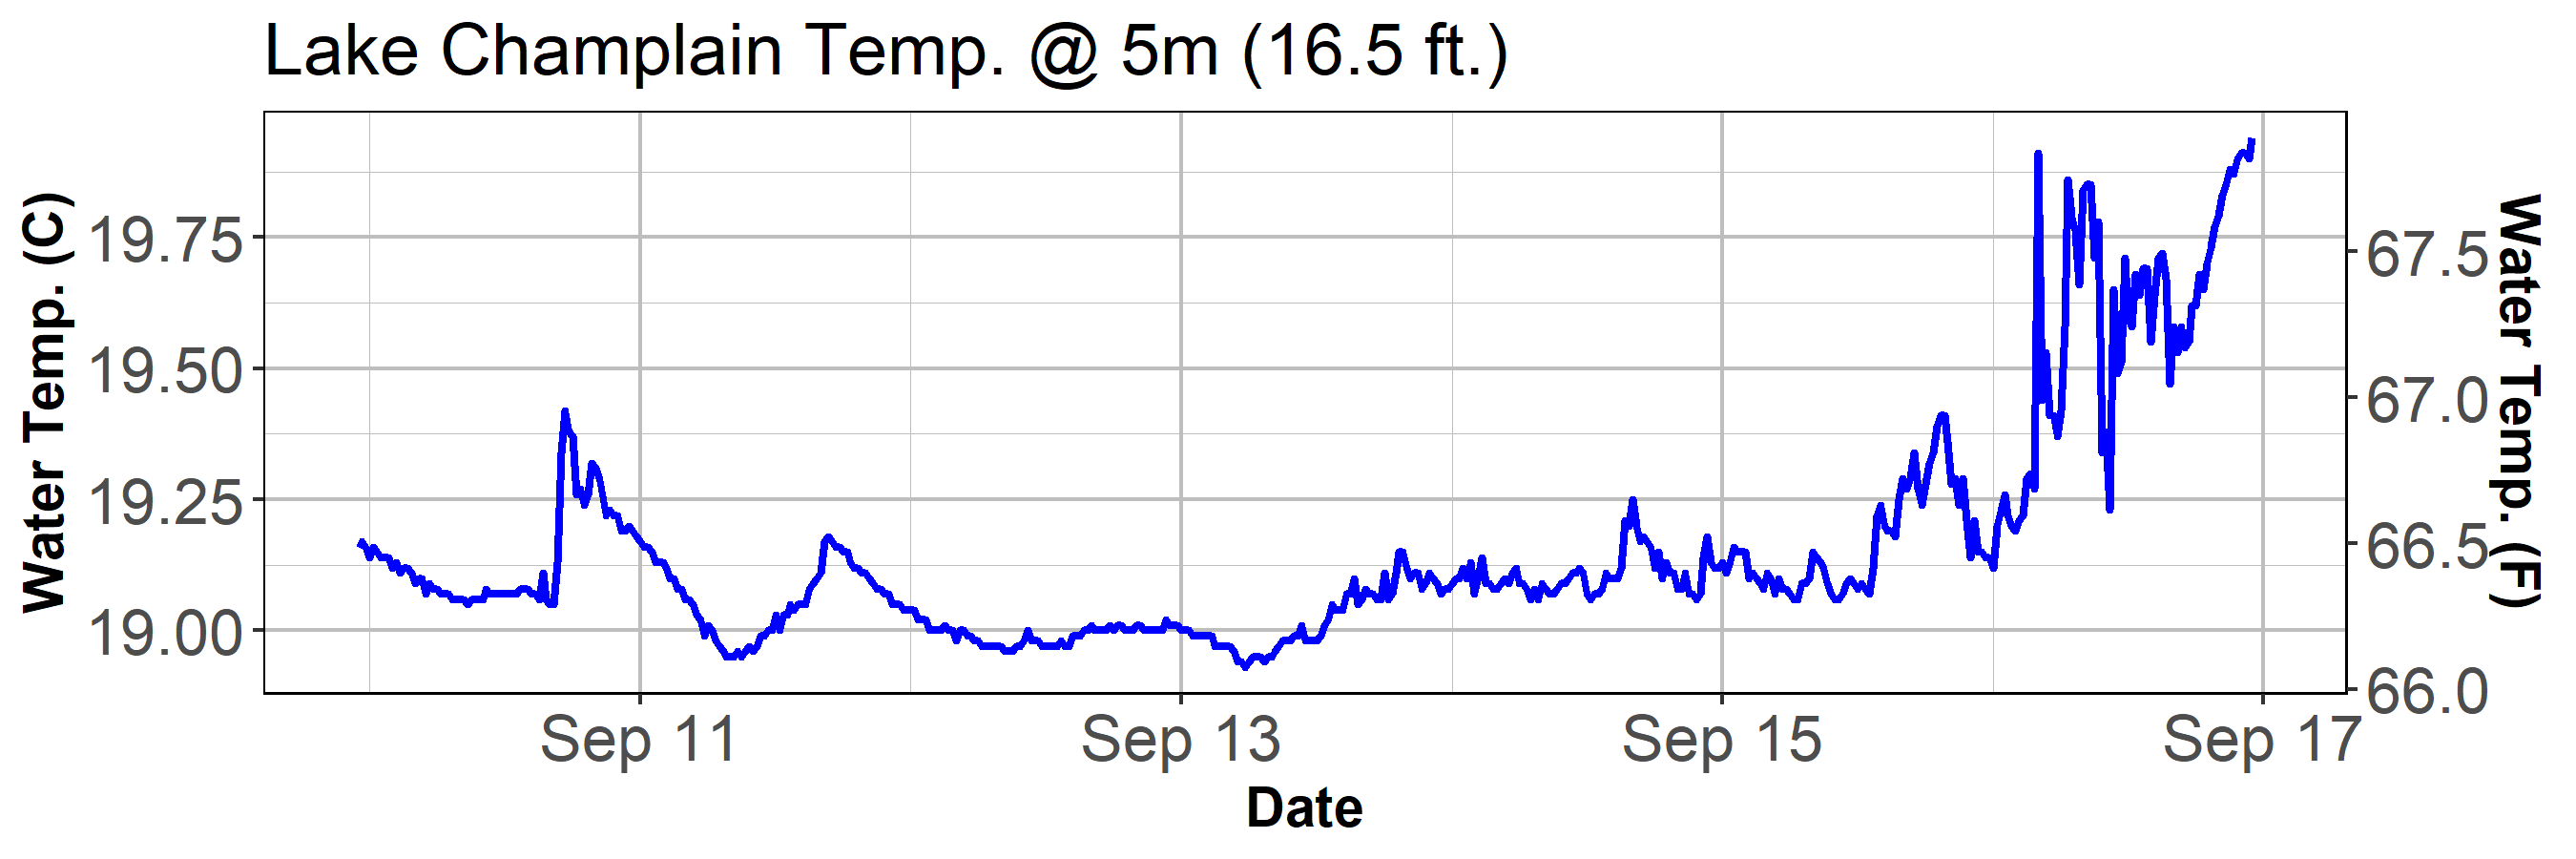 Lake Champlain Temp. @ 5m (16.5 ft.)
Water Temp. (C)
19.75
19.50
19.25
19.00
67.5
67.0
66.5
66.0
Water Temp. (F)
Sep 11
Sep 13
Sep 15
Sep 17
Date